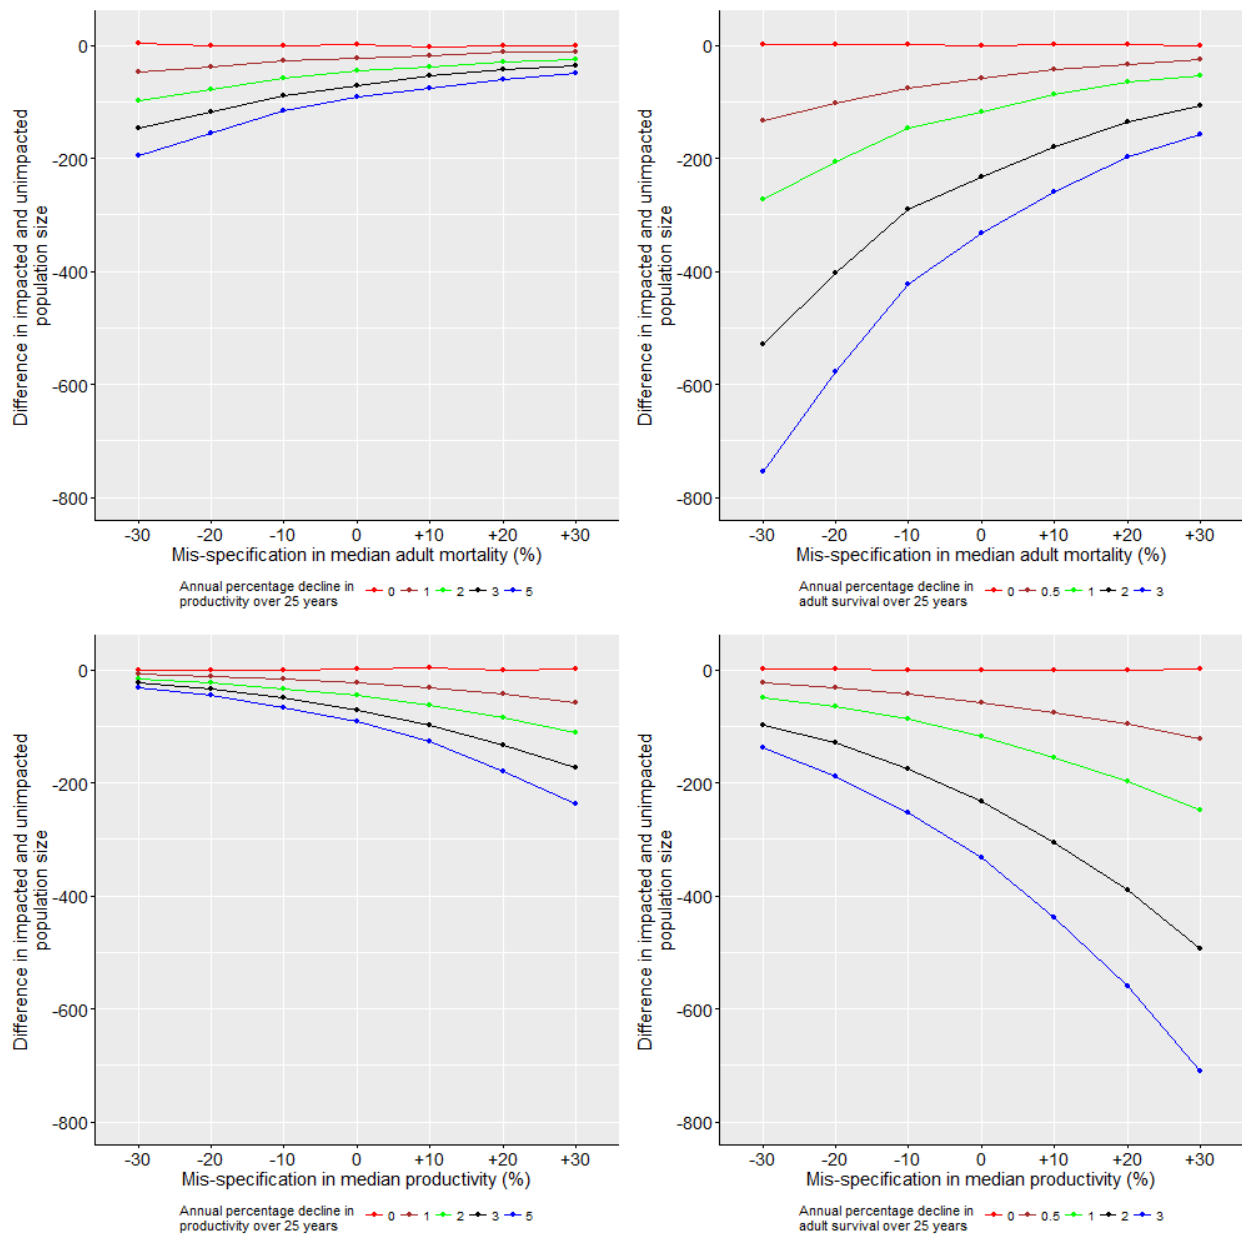 Difference in impacted and unimpacted
population size
0
-200
-400
-600
-800
-30 -20 -10 0 +10 +20 +30
Mis-specification in median adult mortality (%)
Annual percentage decline in
productivity over 25 years
0 1 2 3 5
Difference in impacted and unimpacted
population size
0
-200
-400
-600
-800
-30 -20 -10 0 +10 +20 +30
Mis-specification in median adult mortality (%)
Annual percentage decline in
adult survival over 25 years
0 0.5 1 2 3
Difference in impacted and unimpacted
population size
0
-200
-400
-600
-800
-30 -20 -10 0 +10 +20 +30
Mis-specification in median productivity (%)
Annual percentage decline in
productivity over 25 years
0 1 2 3 5
Difference in impacted and unimpacted
population size
0
-200
-400
-600
-800
-30 -20 -10 0 +10 +20 +30
Mis-specification in median productivity (%)
Annual percentage decline in
adult survival over 25 years
0 0.5 1 2 3